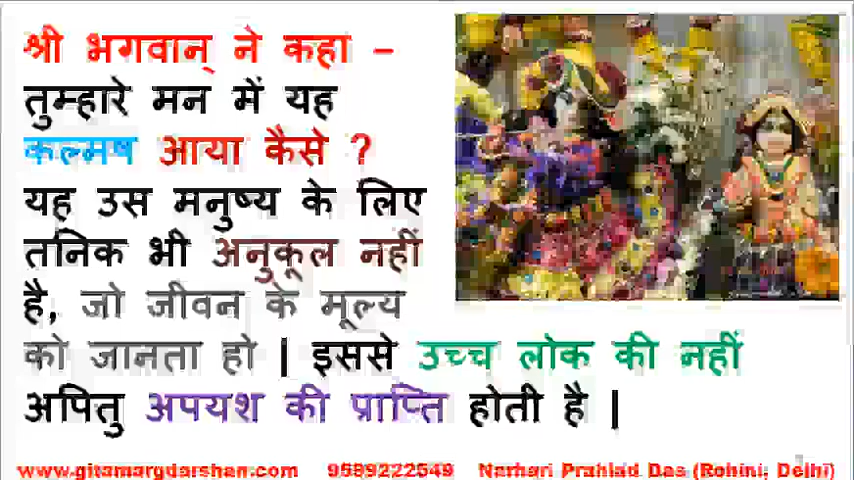 श्री भगवान् ने कहा –
तुम्हारे मन में यह
कल्मष आया कैसे ?
यह उस मनुष्य के लिए
तनिक भी अनुकूल नहीं
है, जो जीवन के मूल्य
को जानता हो | इससे उच्च लोक की नहीं
अपितु अपयश की प्राप्ति होती है |
www.gitamargdarshan.com 9599222549 Narhari Prahlad Das (Rohini, Delhi)